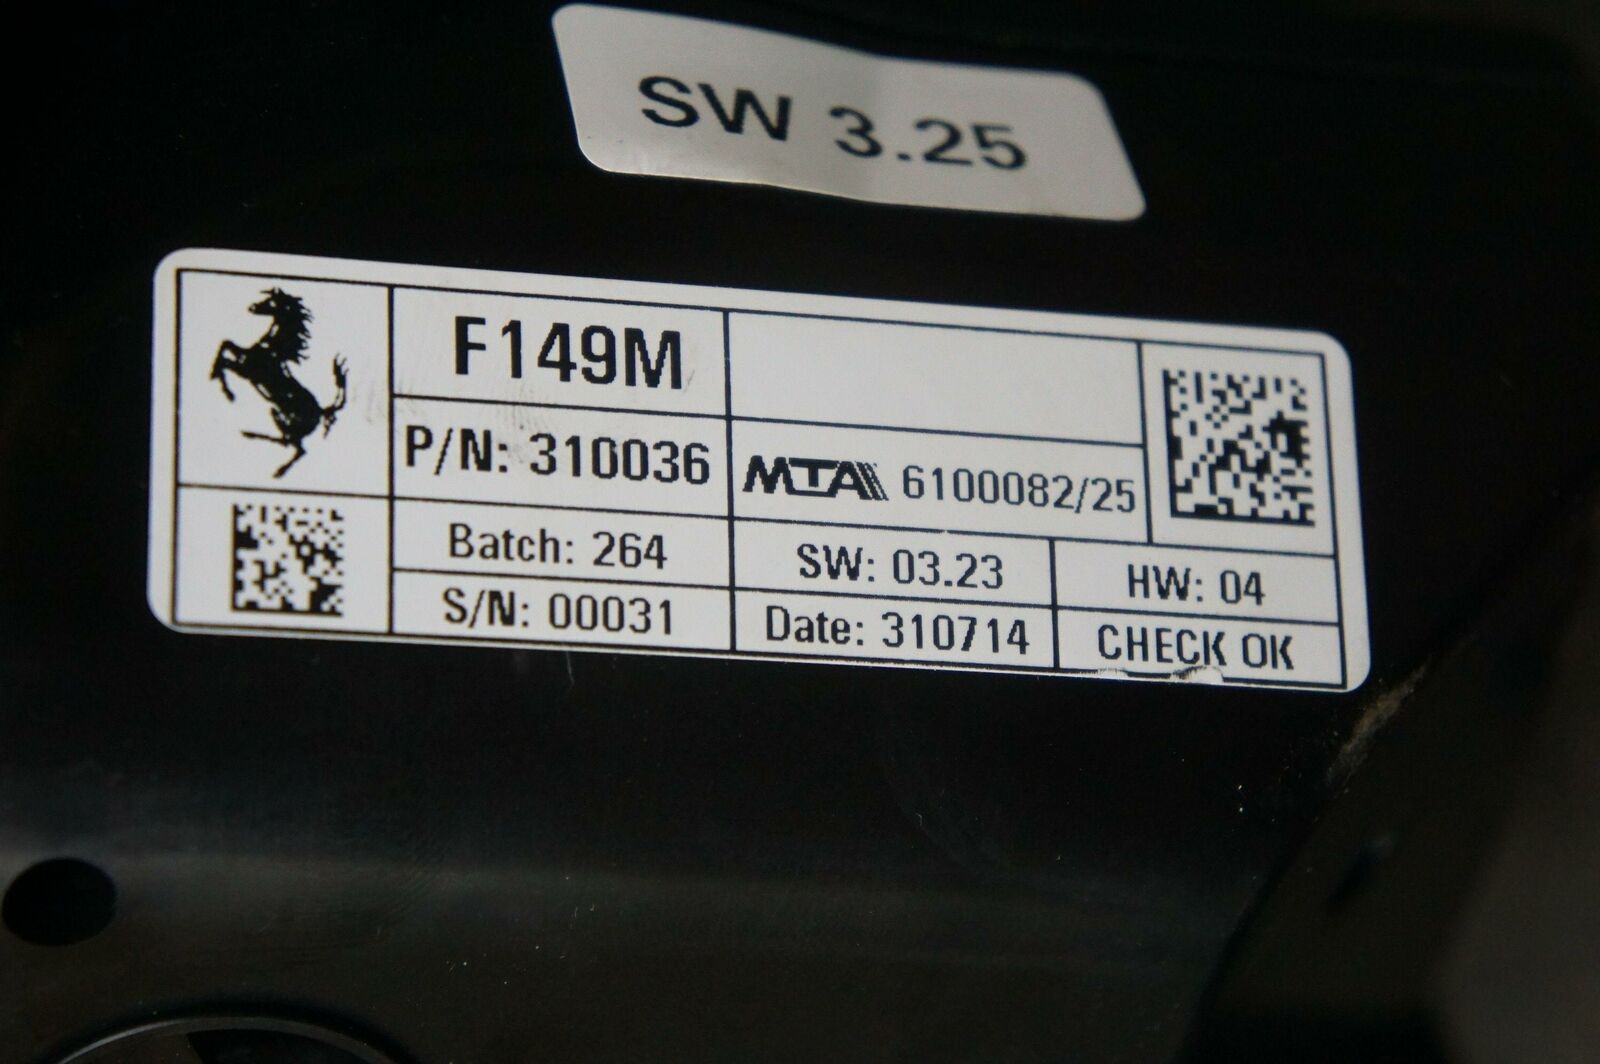 SW 3.25
F149M
P/N: 310036
MTA 6100082/25
Batch: 264
SW: 03.23
HW: 04
S/N: 00031
Date: 310714
CHECK OK